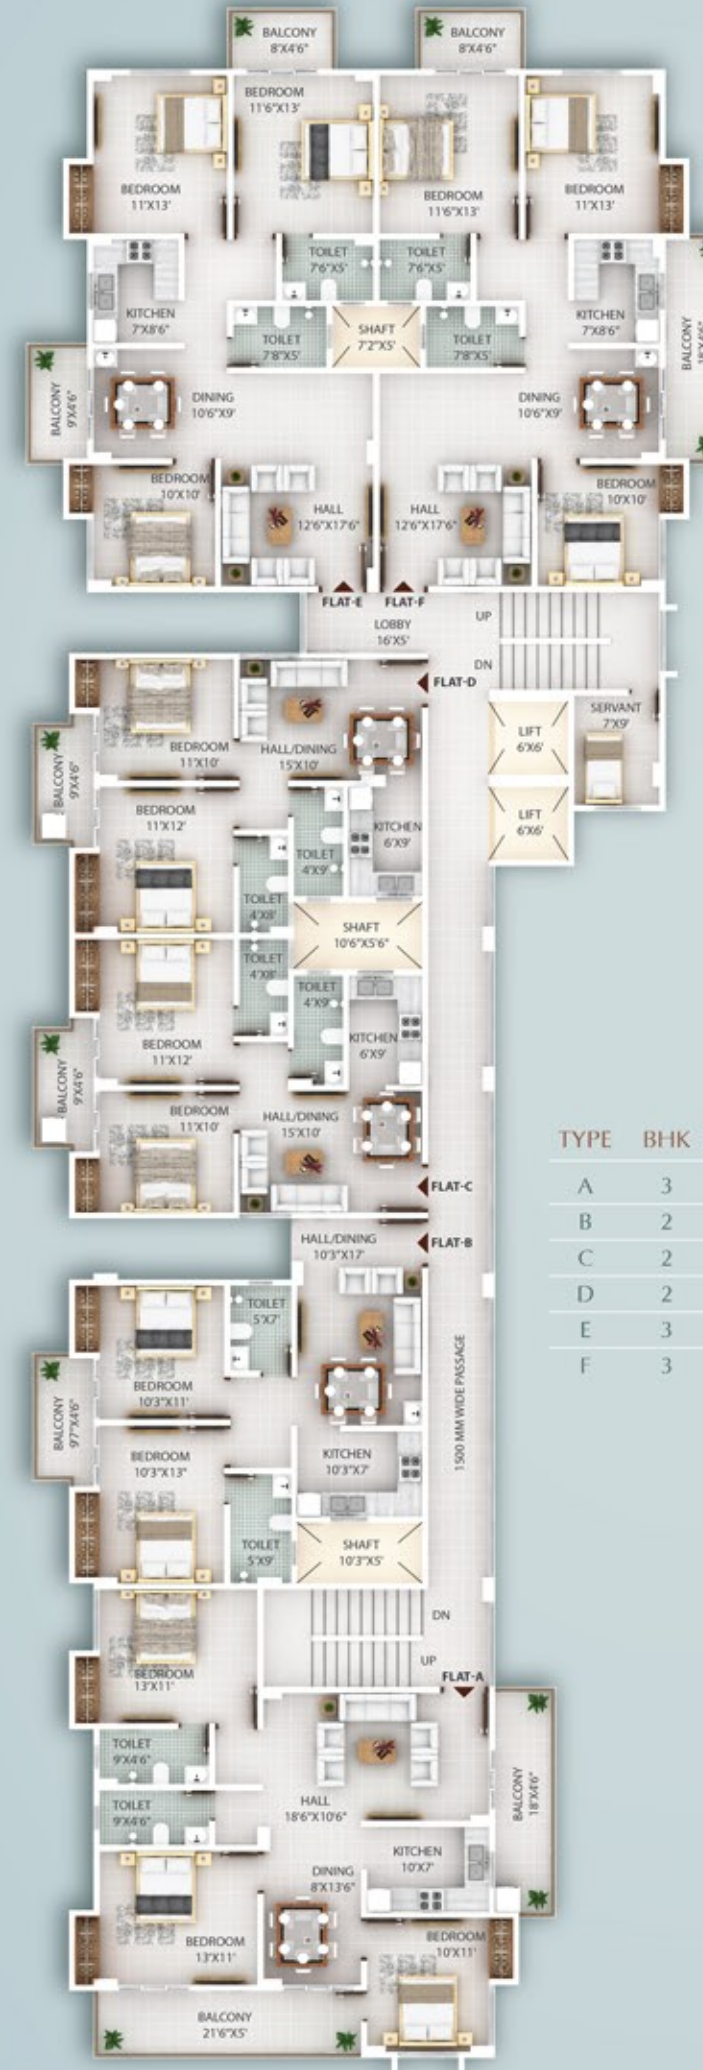 BALCONY
8'X4'6"
BALCONY
8'X4'6"
BEDROOM
11'6"X13'
BEDROOM
11'X13'
BEDROOM
11'6"X13'
BEDROOM
11'X13'
TOILET
7'6"X5'
TOILET
7'6"X5'
KITCHEN
7'X8'6"
TOILET
7'8"X5'
SHAFT
7'2"X5'
TOILET
7'8"X5'
KITCHEN
7'X8'6"
BALCONY
18'X4'6"
BALCONY
9'X4'6"
DINING
10'6"X9'
DINING
10'6"X9'
BEDROOM
10'X10'
HALL
12'6"X17'6"
HALL
12'6"X17'6"
BEDROOM
10'X10'
FLAT-E
FLAT-F
LOBBY
16'X5'
UP
DN
FLAT-D
BEDROOM
11'X10'
HALL/DINING
15'X10'
LIFT
6'X6'
SERVANT
7'X9'
BALCONY
9'X4'6"
BEDROOM
11'X12'
TOILET
4'X9'
KITCHEN
6'X9'
LIFT
6'X6'
TOILET
4'X8'
SHAFT
10'6"X5'6"
TOILET
4'X8'
TOILET
4'X9'
KITCHEN
6'X9'
BEDROOM
11'X12'
BALCONY
9'X4'6"
BEDROOM
11'X10'
HALL/DINING
15'X10'
FLAT-C
TYPE BHK
A 3
B 2
C 2
D 2
E 3
F 3
HALL/DINING
10'3"X17'
FLAT-B
TOILET
5'X7'
BEDROOM
10'3"X11'
BALCONY
9'7"X4'6"
1500 MM WIDE PASSAGE
BEDROOM
10'3"X13"
KITCHEN
10'3"X7'
TOILET
5'X9'
SHAFT
10'3"X5'
DN
UP
FLAT-A
BEDROOM
13'X11'
TOILET
9'X4'6"
TOILET
9'X4'6"
HALL
18'6"X10'6"
BALCONY
18'X4'6"
KITCHEN
10'X7'
DINING
8'X13'6"
BEDROOM
13'X11'
BEDROOM
10'X11'
BALCONY
21'6"X5'